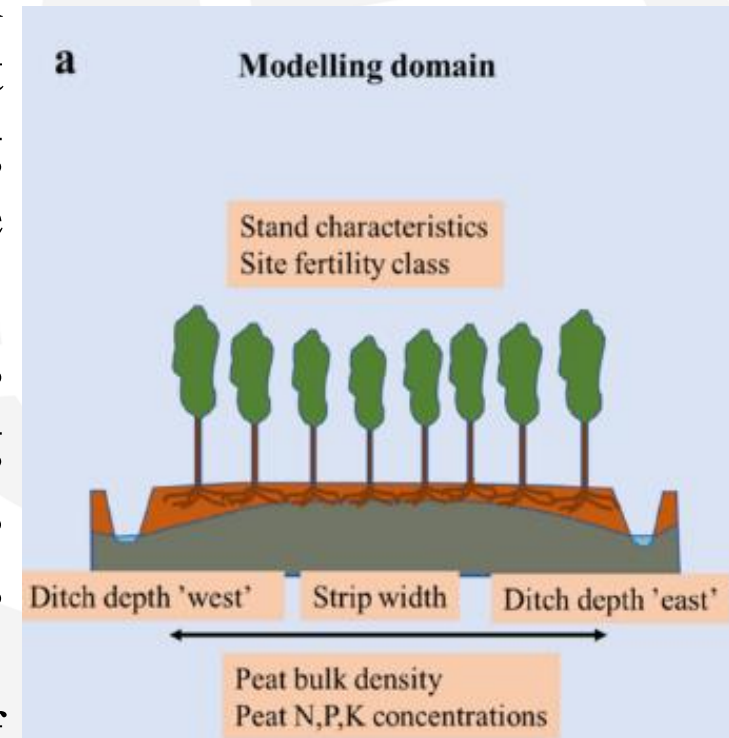 a
Modelling domain
Stand characteristics
Site fertility class
Ditch depth 'west'
Strip width
Ditch depth 'east'
Peat bulk density
Peat N,P,K concentrations